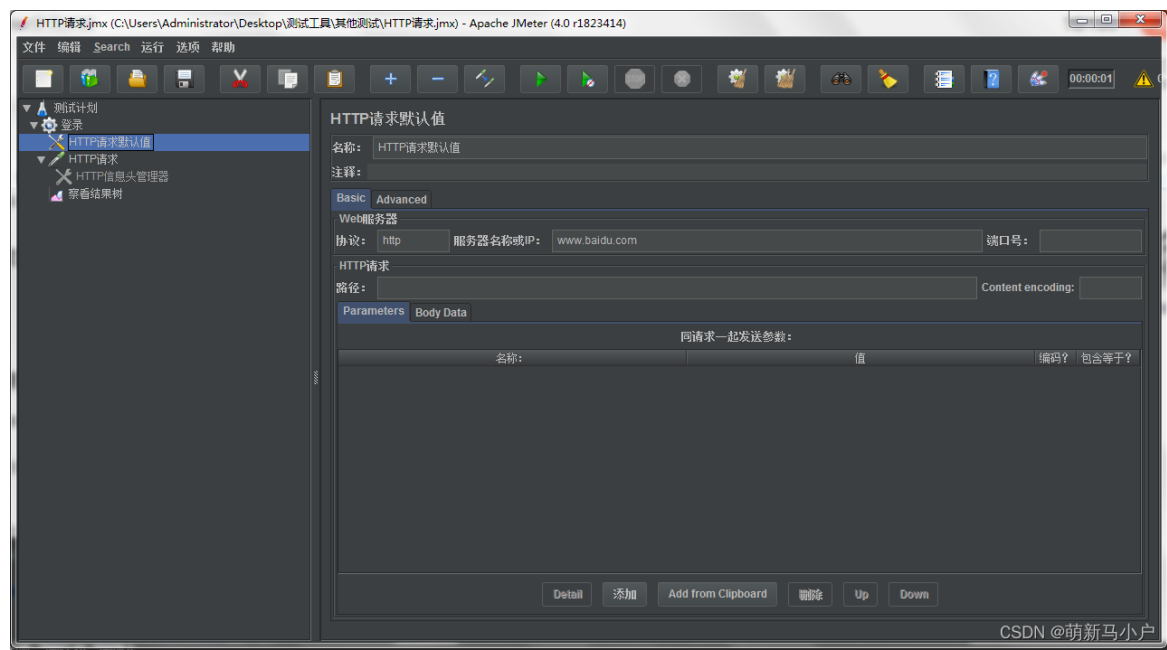 HTTP请求.jmx (C:\Users\Administrator\Desktop\测试工具\其他测试\HTTP请求.jmx) - Apache JMeter (4.0 r1823414)
文件 编辑 Search 运行 选项 帮助
00:00:01
测试计划
登录
HTTP请求默认值
HTTP请求
HTTP信息头管理器
察看结果树
HTTP请求默认值
名称: HTTP请求默认值
注释:
Basic Advanced
Web服务器
协议: http 服务器名称或IP: www.baidu.com 端口号:
HTTP请求
路径: Content encoding:
Parameters Body Data
同请求一起发送参数:
名称: 值 编码? 包含等于?
Detail 添加 Add from Clipboard 删除 Up Down
CSDN @萌新马小户